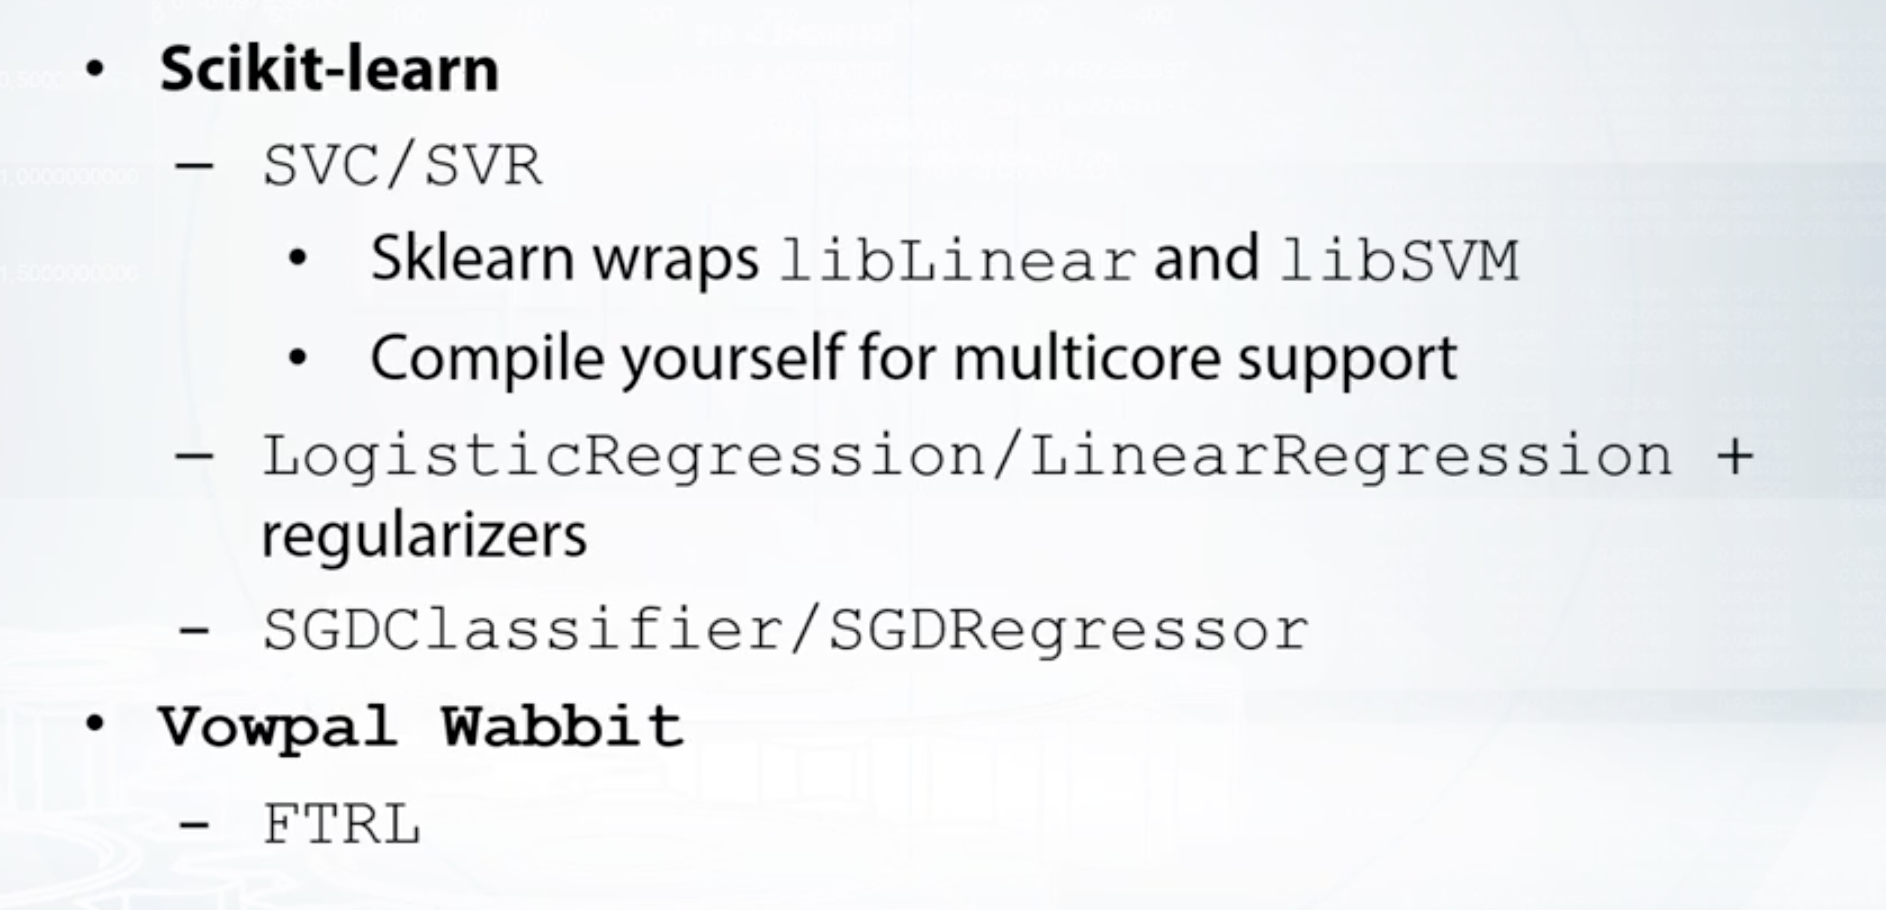 • Scikit-learn
– SVC/SVR
• Sklearn wraps libLinear and libSVM
• Compile yourself for multicore support
– LogisticRegression/LinearRegression +
regularizers
– SGDClassifier/SGDRegressor
• Vowpal Wabbit
– FTRL